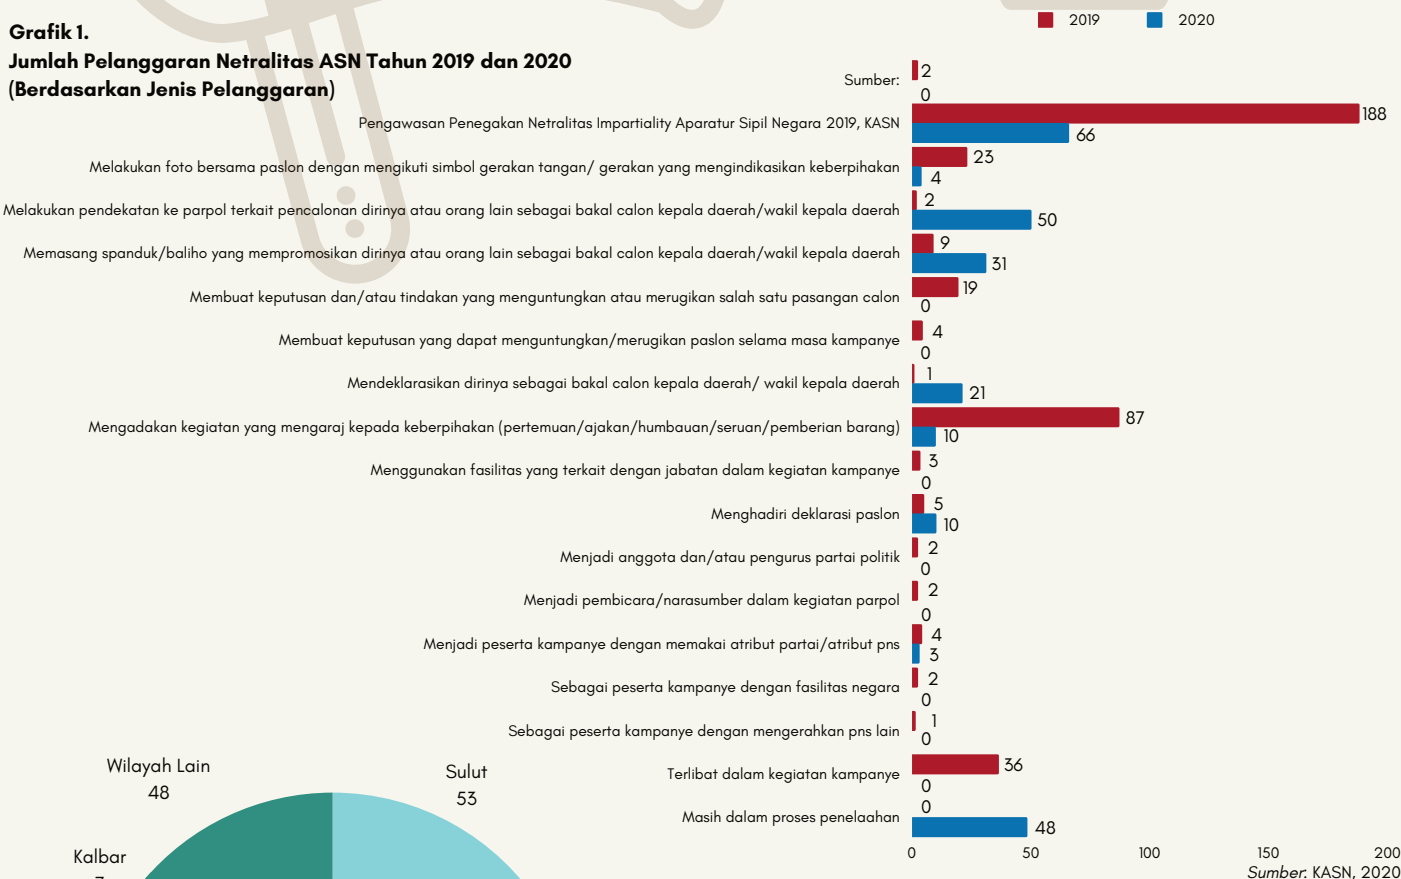 Grafik 1.
Jumlah Pelanggaran Netralitas ASN Tahun 2019 dan 2020
(Berdasarkan Jenis Pelanggaran)
2019
2020
Sumber:
2
0
Pengawasan Penegakan Netralitas Impartiality Aparatur Sipil Negara 2019, KASN
188
66
Melakukan foto bersama paslon dengan mengikuti simbol gerakan tangan/ gerakan yang mengindikasikan keberpihakan
23
4
Melakukan pendekatan ke parpol terkait pencalonan dirinya atau orang lain sebagai bakal calon kepala daerah/wakil kepala daerah
2
50
Memasang spanduk/baliho yang mempromosikan dirinya atau orang lain sebagai bakal calon kepala daerah/wakil kepala daerah
9
31
Membuat keputusan dan/atau tindakan yang menguntungkan atau merugikan salah satu pasangan calon
19
0
Membuat keputusan yang dapat menguntungkan/merugikan paslon selama masa kampanye
4
0
Mendeklarasikan dirinya sebagai bakal calon kepala daerah/ wakil kepala daerah
1
21
Mengadakan kegiatan yang mengaraj kepada keberpihakan (pertemuan/ajakan/humbauan/seruan/pemberian barang)
87
10
Menggunakan fasilitas yang terkait dengan jabatan dalam kegiatan kampanye
3
0
Menghadiri deklarasi paslon
5
10
Menjadi anggota dan/atau pengurus partai politik
2
0
Menjadi pembicara/narasumber dalam kegiatan parpol
2
0
Menjadi peserta kampanye dengan memakai atribut partai/atribut pns
4
3
Sebagai peserta kampanye dengan fasilitas negara
2
0
Sebagai peserta kampanye dengan mengerahkan pns lain
1
0
Terlibat dalam kegiatan kampanye
36
0
Masih dalam proses penelaahan
0
48
0 50 100 150 200
Sumber: KASN, 2020
Wilayah Lain
48
Sulut
53
Kalbar